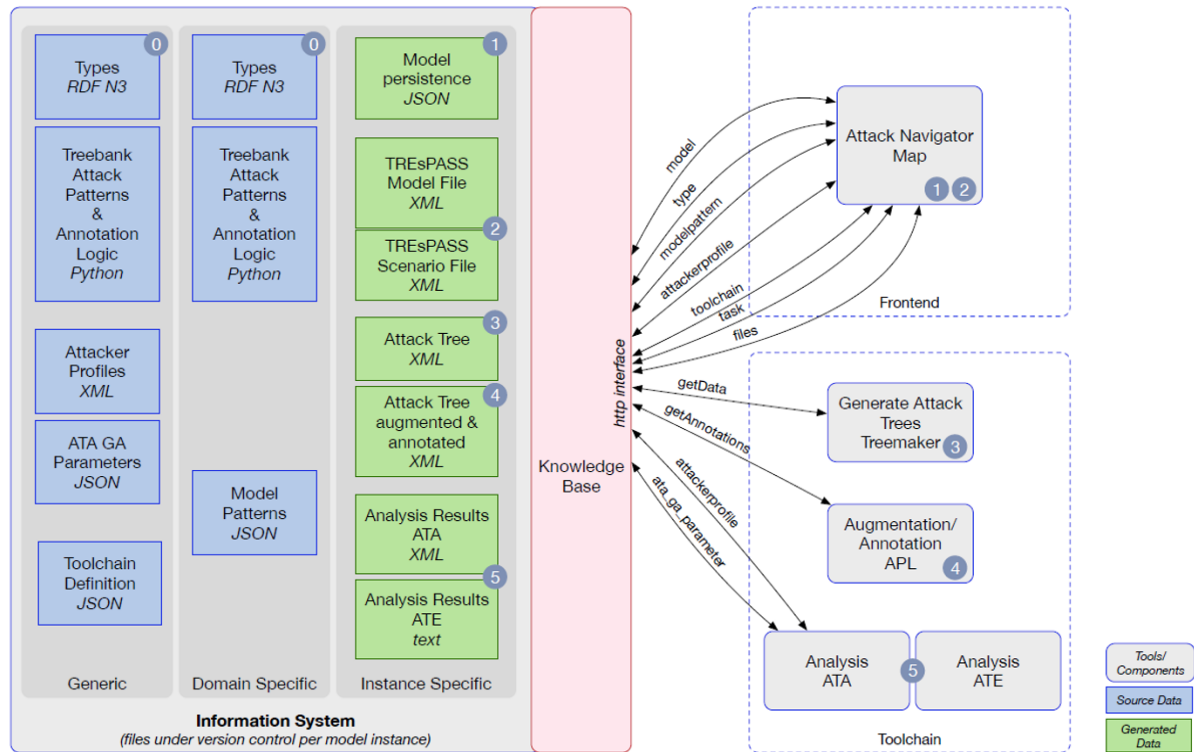 0
Types
RDF N3
Treebank
Attack
Patterns
&
Annotation
Logic
Python
Attacker
Profiles
XML
ATA GA
Parameters
JSON
Toolchain
Definition
JSON
Generic
0
Types
RDF N3
Treebank
Attack
Patterns
&
Annotation
Logic
Python
Model
Patterns
JSON
Domain Specific
1
Model
persistence
JSON
TREsPASS
Model File
XML
2
TREsPASS
Scenario File
XML
3
Attack Tree
XML
4
Attack Tree
augmented &
annotated
XML
Analysis Results
ATA
XML
5
Analysis Results
ATE
text
Instance Specific
Information System
(files under version control per model instance)
Knowledge
Base
http interface
model
type
modelpattern
attackerprofile
toolchain
task
files
getData
getAnnotations
attackerprofile
ata_ga_parameter
Attack Navigator
Map
1 2
Frontend
Generate Attack
Trees
Treemaker
3
Augmentation/
Annotation
APL
4
Analysis
ATA
5
Analysis
ATE
Toolchain
Tools/
Components
Source Data
Generated
Data